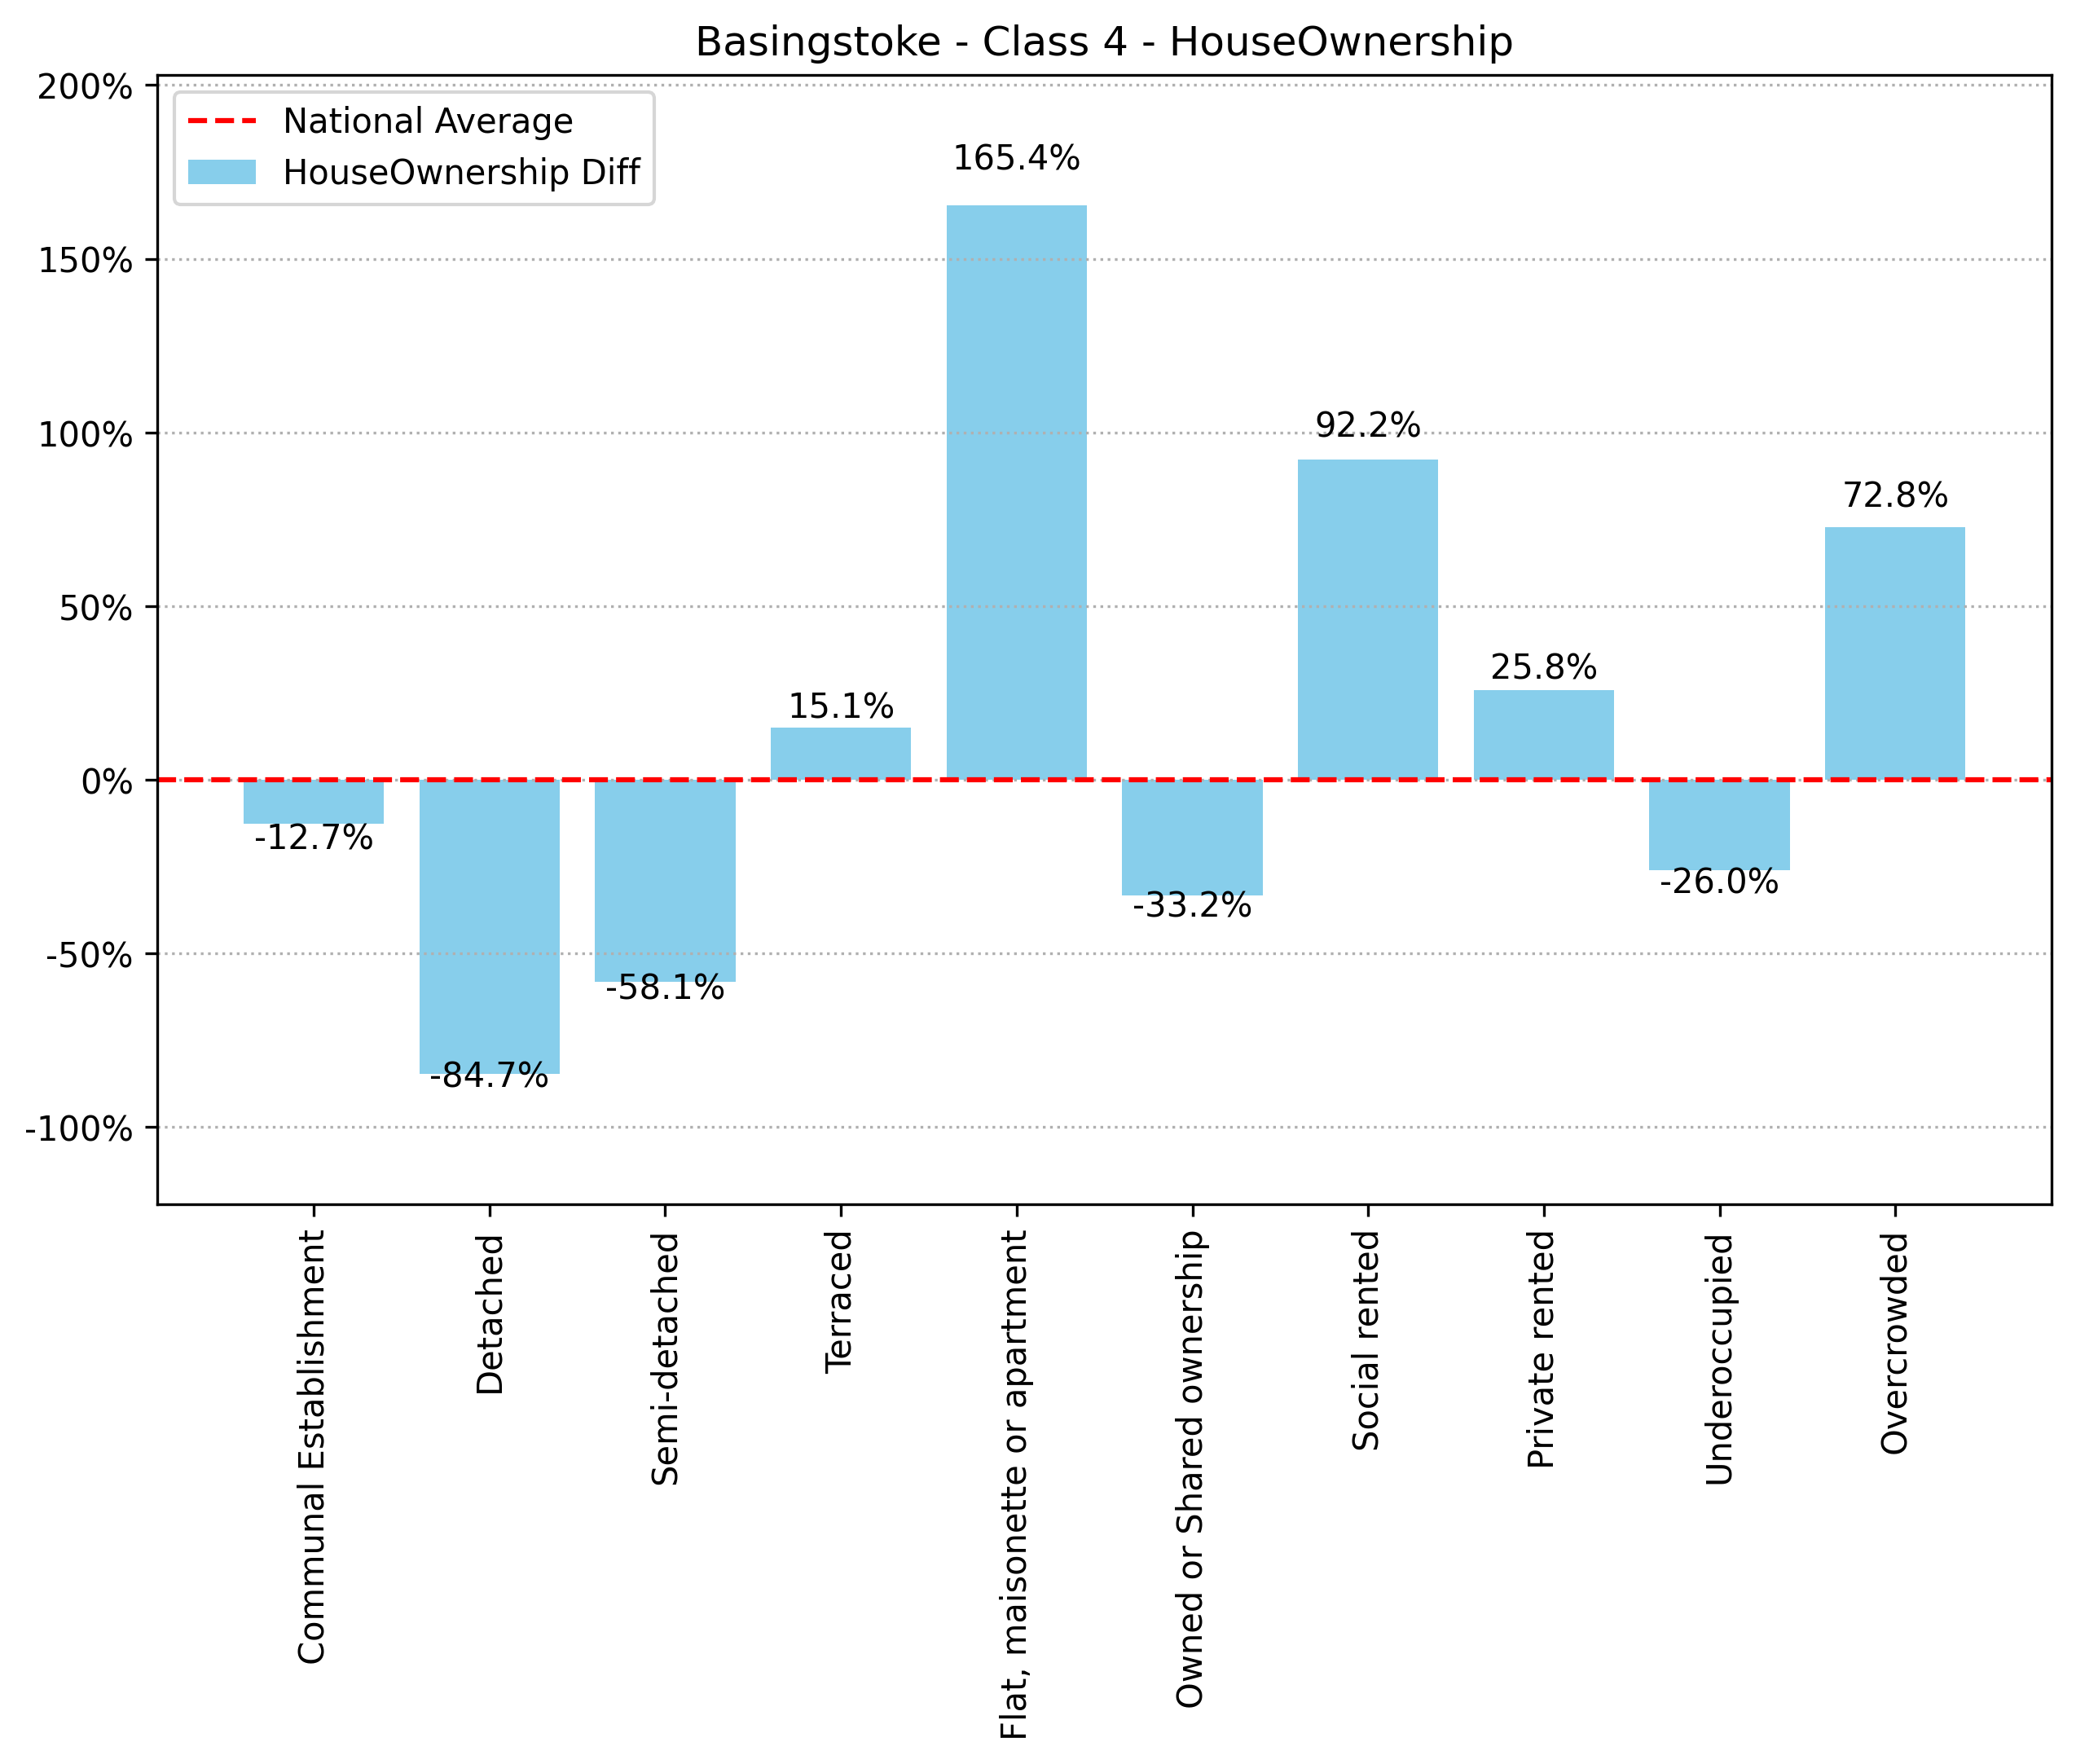 Basingstoke - Class 4 - HouseOwnership
National Average
HouseOwnership Diff
200%
150%
100%
50%
0%
-50%
-100%
-12.7%
-84.7%
-58.1%
15.1%
165.4%
-33.2%
92.2%
25.8%
-26.0%
72.8%
Communal Establishment
Detached
Semi-detached
Terraced
Flat, maisonette or apartment
Owned or Shared ownership
Social rented
Private rented
Underoccupied
Overcrowded